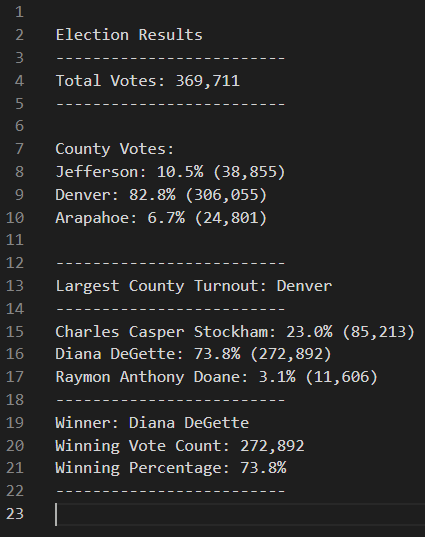 1
2 Election Results
3 -------------------------
4 Total Votes: 369,711
5 -------------------------
6
7 County Votes:
8 Jefferson: 10.5% (38,855)
9 Denver: 82.8% (306,055)
10 Arapahoe: 6.7% (24,801)
11
12 -------------------------
13 Largest County Turnout: Denver
14 -------------------------
15 Charles Casper Stockham: 23.0% (85,213)
16 Diana DeGette: 73.8% (272,892)
17 Raymon Anthony Doane: 3.1% (11,606)
18 -------------------------
19 Winner: Diana DeGette
20 Winning Vote Count: 272,892
21 Winning Percentage: 73.8%
22 -------------------------
23